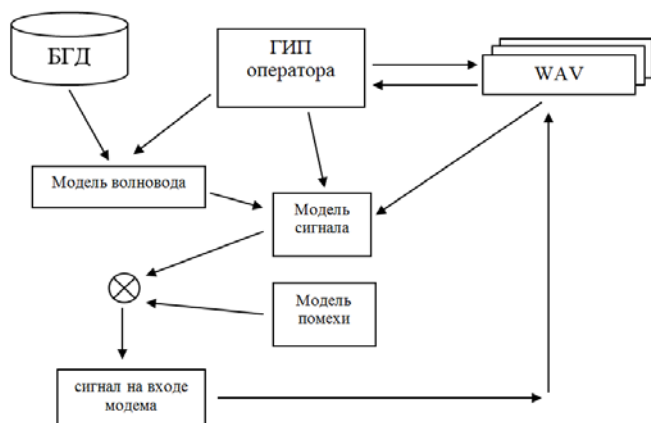 БГД
ГИП
оператора
WAV
Модель волновода
Модель
сигнала
Модель
помехи
сигнал на входе
модема